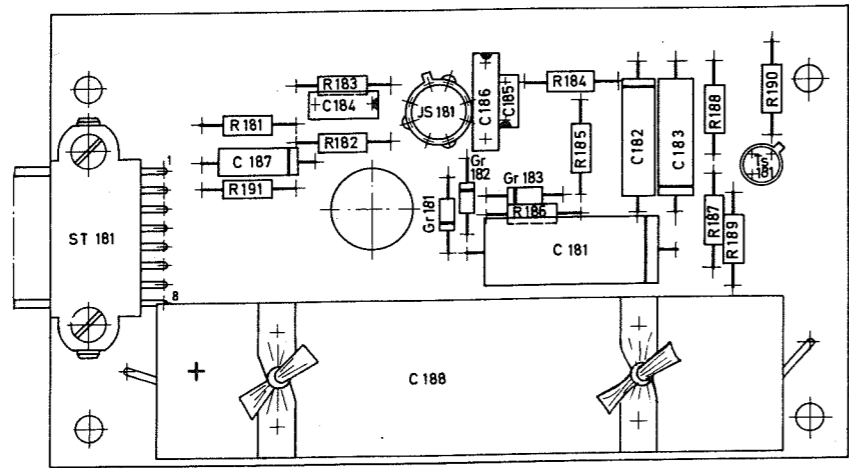 R183
C184
JS 181
C186
C185
R184
R190
R188
R181
R182
R185
C182
C 183
Ts
181
C 187
R191
1
Gr
182
Gr 183
Gr 181
R186
R187
R189
ST 181
C 181
8
+
C 188